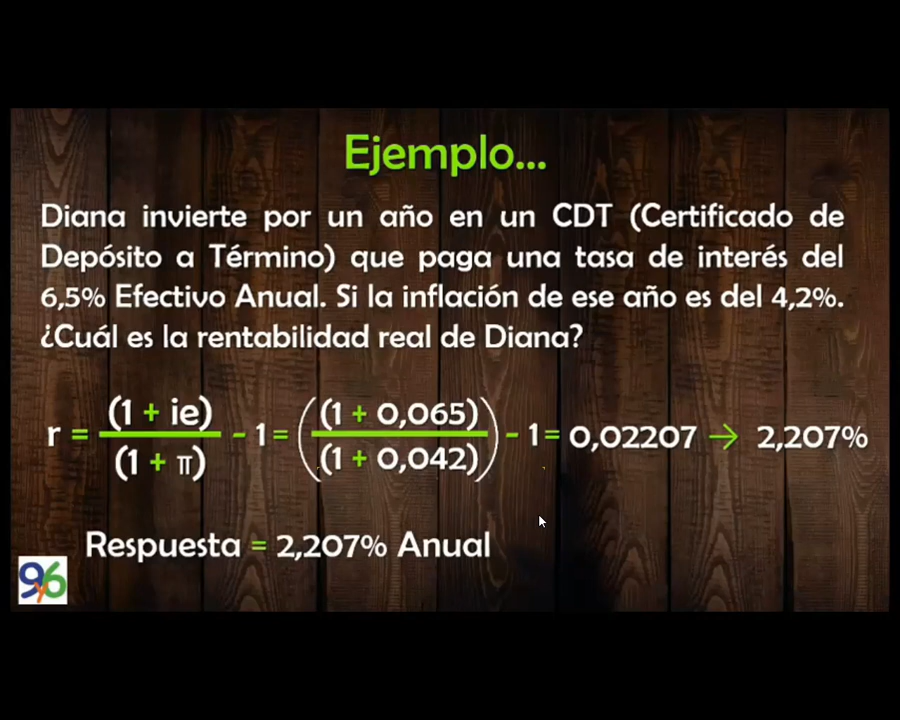 Ejemplo...
Diana invierte por un año en un CDT (Certificado de
Depósito a Término) que paga una tasa de interés del
6,5% Efectivo Anual. Si la inflación de ese año es del 4,2%.
¿Cuál es la rentabilidad real de Diana?
r = (1 + ie) / (1 + π) - 1 = ((1 + 0,065) / (1 + 0,042)) - 1 = 0,02207 → 2,207%
Respuesta = 2,207% Anual
9y6